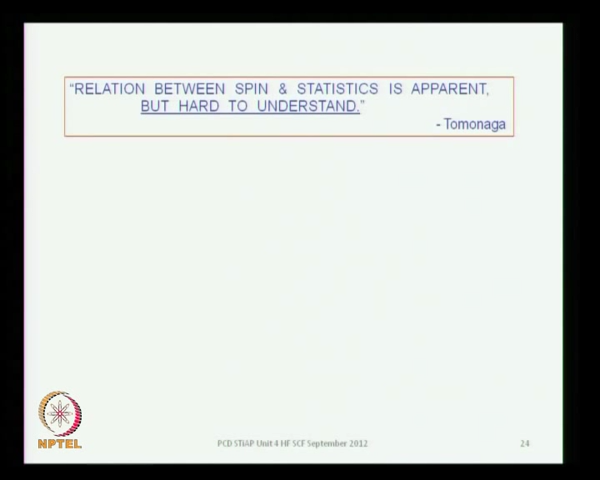 "RELATION BETWEEN SPIN & STATISTICS IS APPARENT,
BUT HARD TO UNDERSTAND."
- Tomonaga
NPTEL
PCD STIAP Unit 4 HF SCF September 2012
24